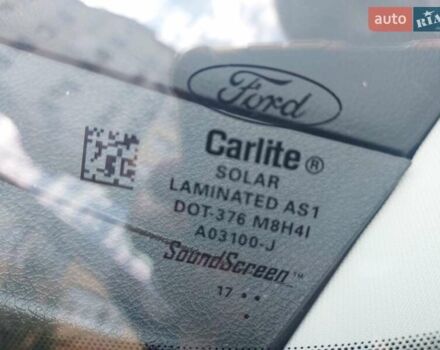 auto RIA
Ford
Carlite®
SOLAR
LAMINATED AS1
DOT-376 M8H4I
A03100-J
SoundScreen™
17 • •
•